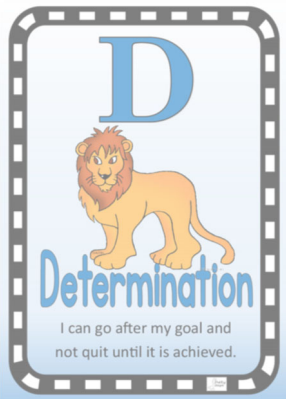 D
Determination
I can go after my goal and
not quit until it is achieved.